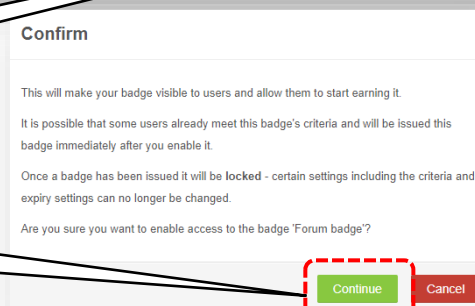 Confirm
This will make your badge visible to users and allow them to start earning it.
It is possible that some users already meet this badge's criteria and will be issued this
badge immediately after you enable it.
Once a badge has been issued it will be locked - certain settings including the criteria and
expiry settings can no longer be changed.
Are you sure you want to enable access to the badge 'Forum badge'?
Continue
Cancel